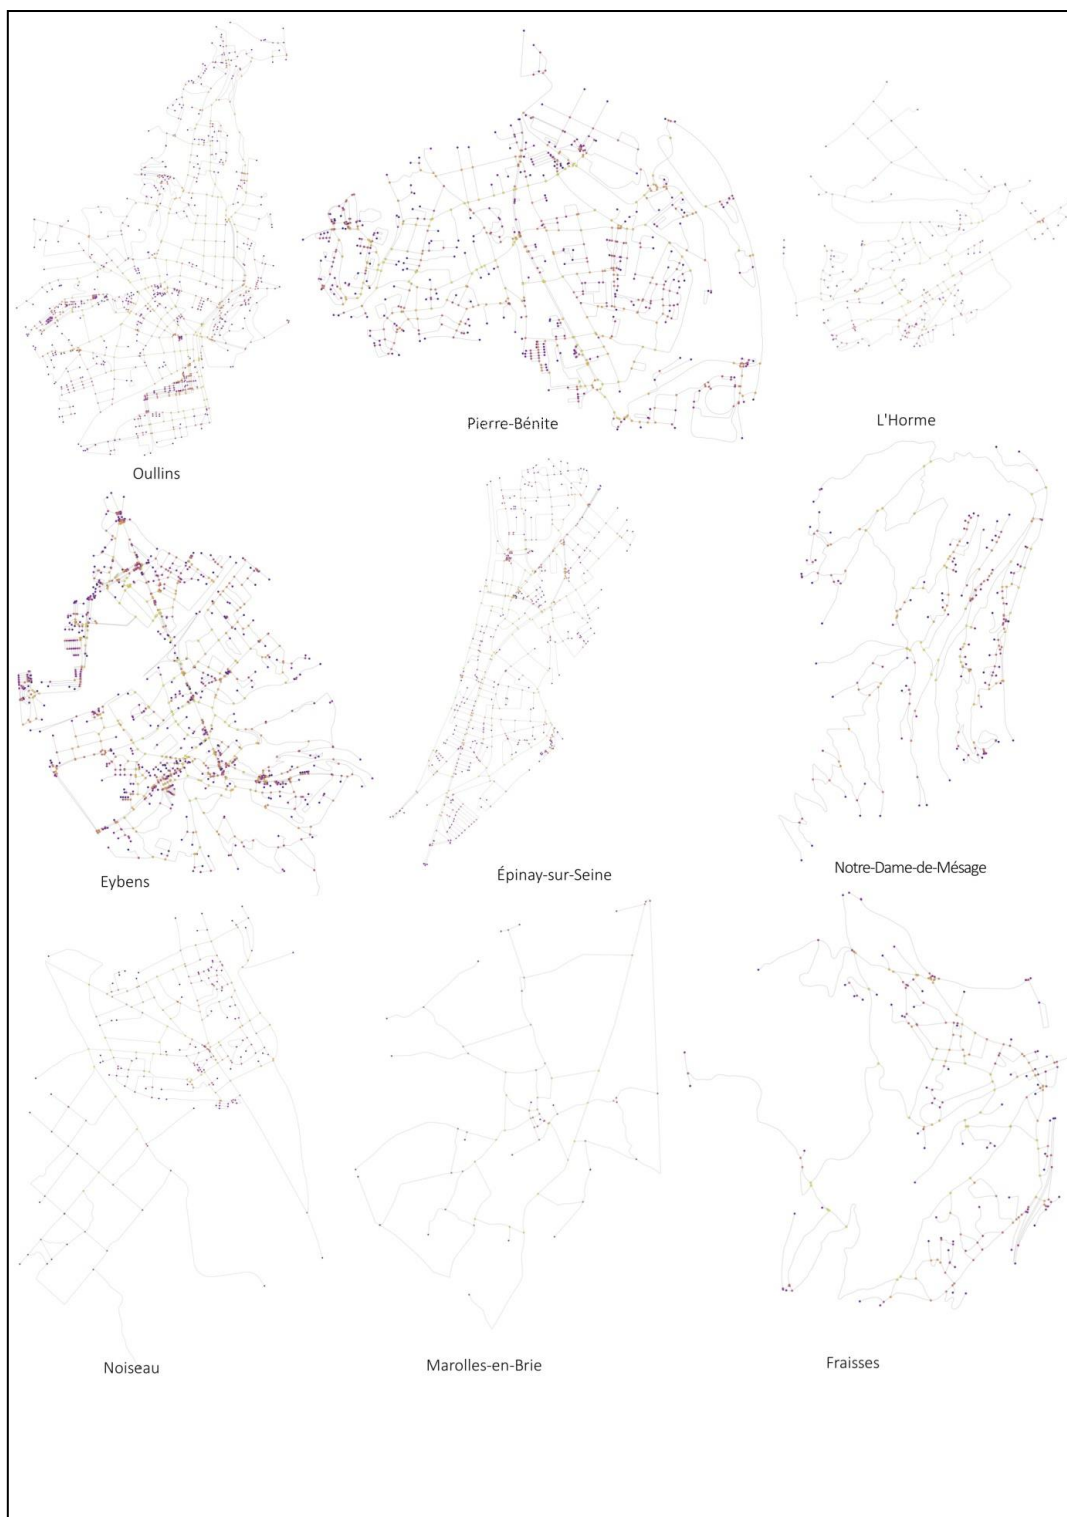 Oullins
Pierre-Bénite
L'Horme
Eybens
Épinay-sur-Seine
Notre-Dame-de-Mésage
Noiseau
Marolles-en-Brie
Fraisses